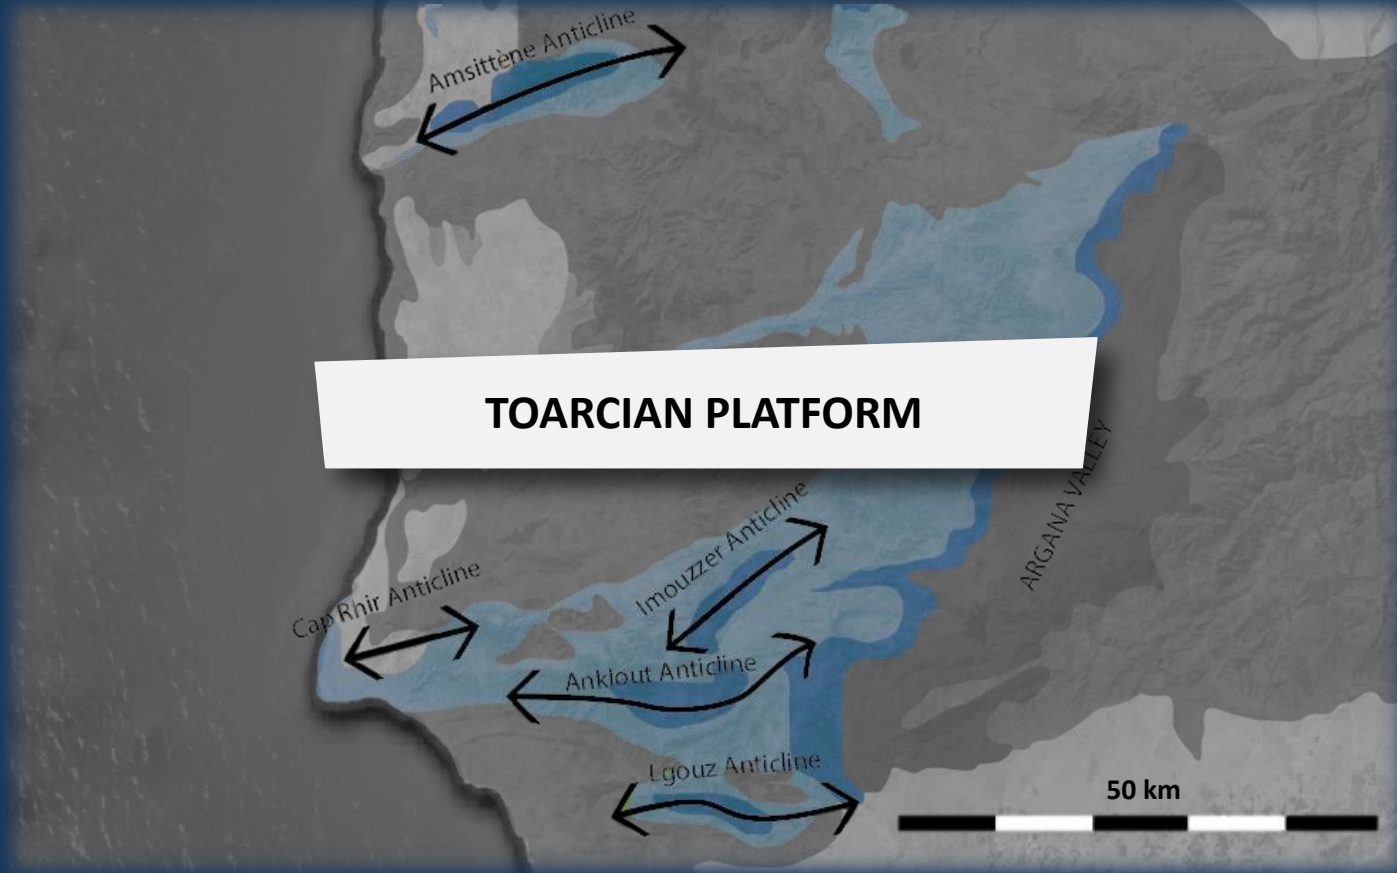 Amsittène Anticline
TOARCIAN PLATFORM
ARGANA VALLEY
Imouzzer Anticline
Cap Rhir Anticline
Anklout Anticline
Lgouz Anticline
50 km